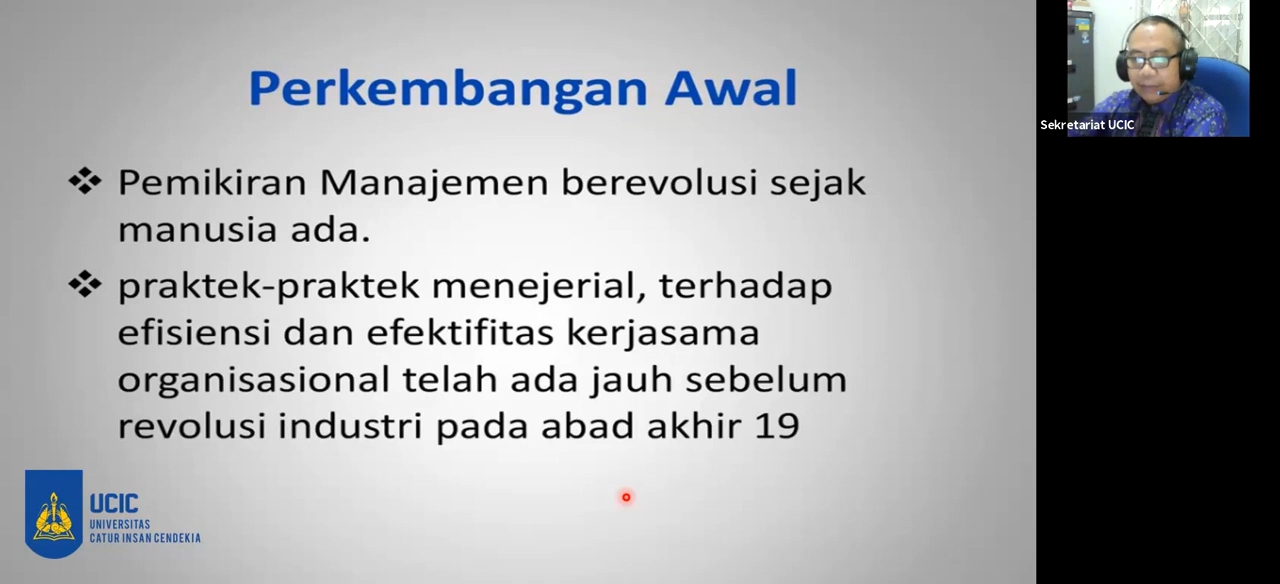 Perkembangan Awal
Pemikiran Manajemen berevolusi sejak
manusia ada.
praktek-praktek menejerial, terhadap
efisiensi dan efektifitas kerjasama
organisasional telah ada jauh sebelum
revolusi industri pada abad akhir 19
UCIC
UNIVERSITAS
CATUR INSAN CENDEKIA
Sekretariat UCIC